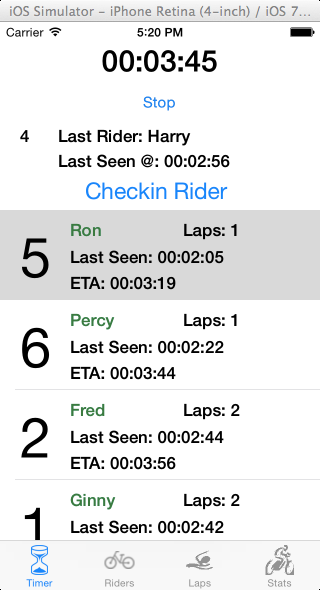 iOS Simulator – iPhone Retina (4-inch) / iOS 7...
Carrier 5:20 PM
00:03:45
Stop
4 Last Rider: Harry
Last Seen @: 00:02:56
Checkin Rider
5 Ron Laps: 1
Last Seen: 00:02:05
ETA: 00:03:19
6 Percy Laps: 1
Last Seen: 00:02:22
ETA: 00:03:44
2 Fred Laps: 2
Last Seen: 00:02:44
ETA: 00:03:56
1 Ginny Laps: 2
Last Seen: 00:02:42
Timer Riders Laps Stats